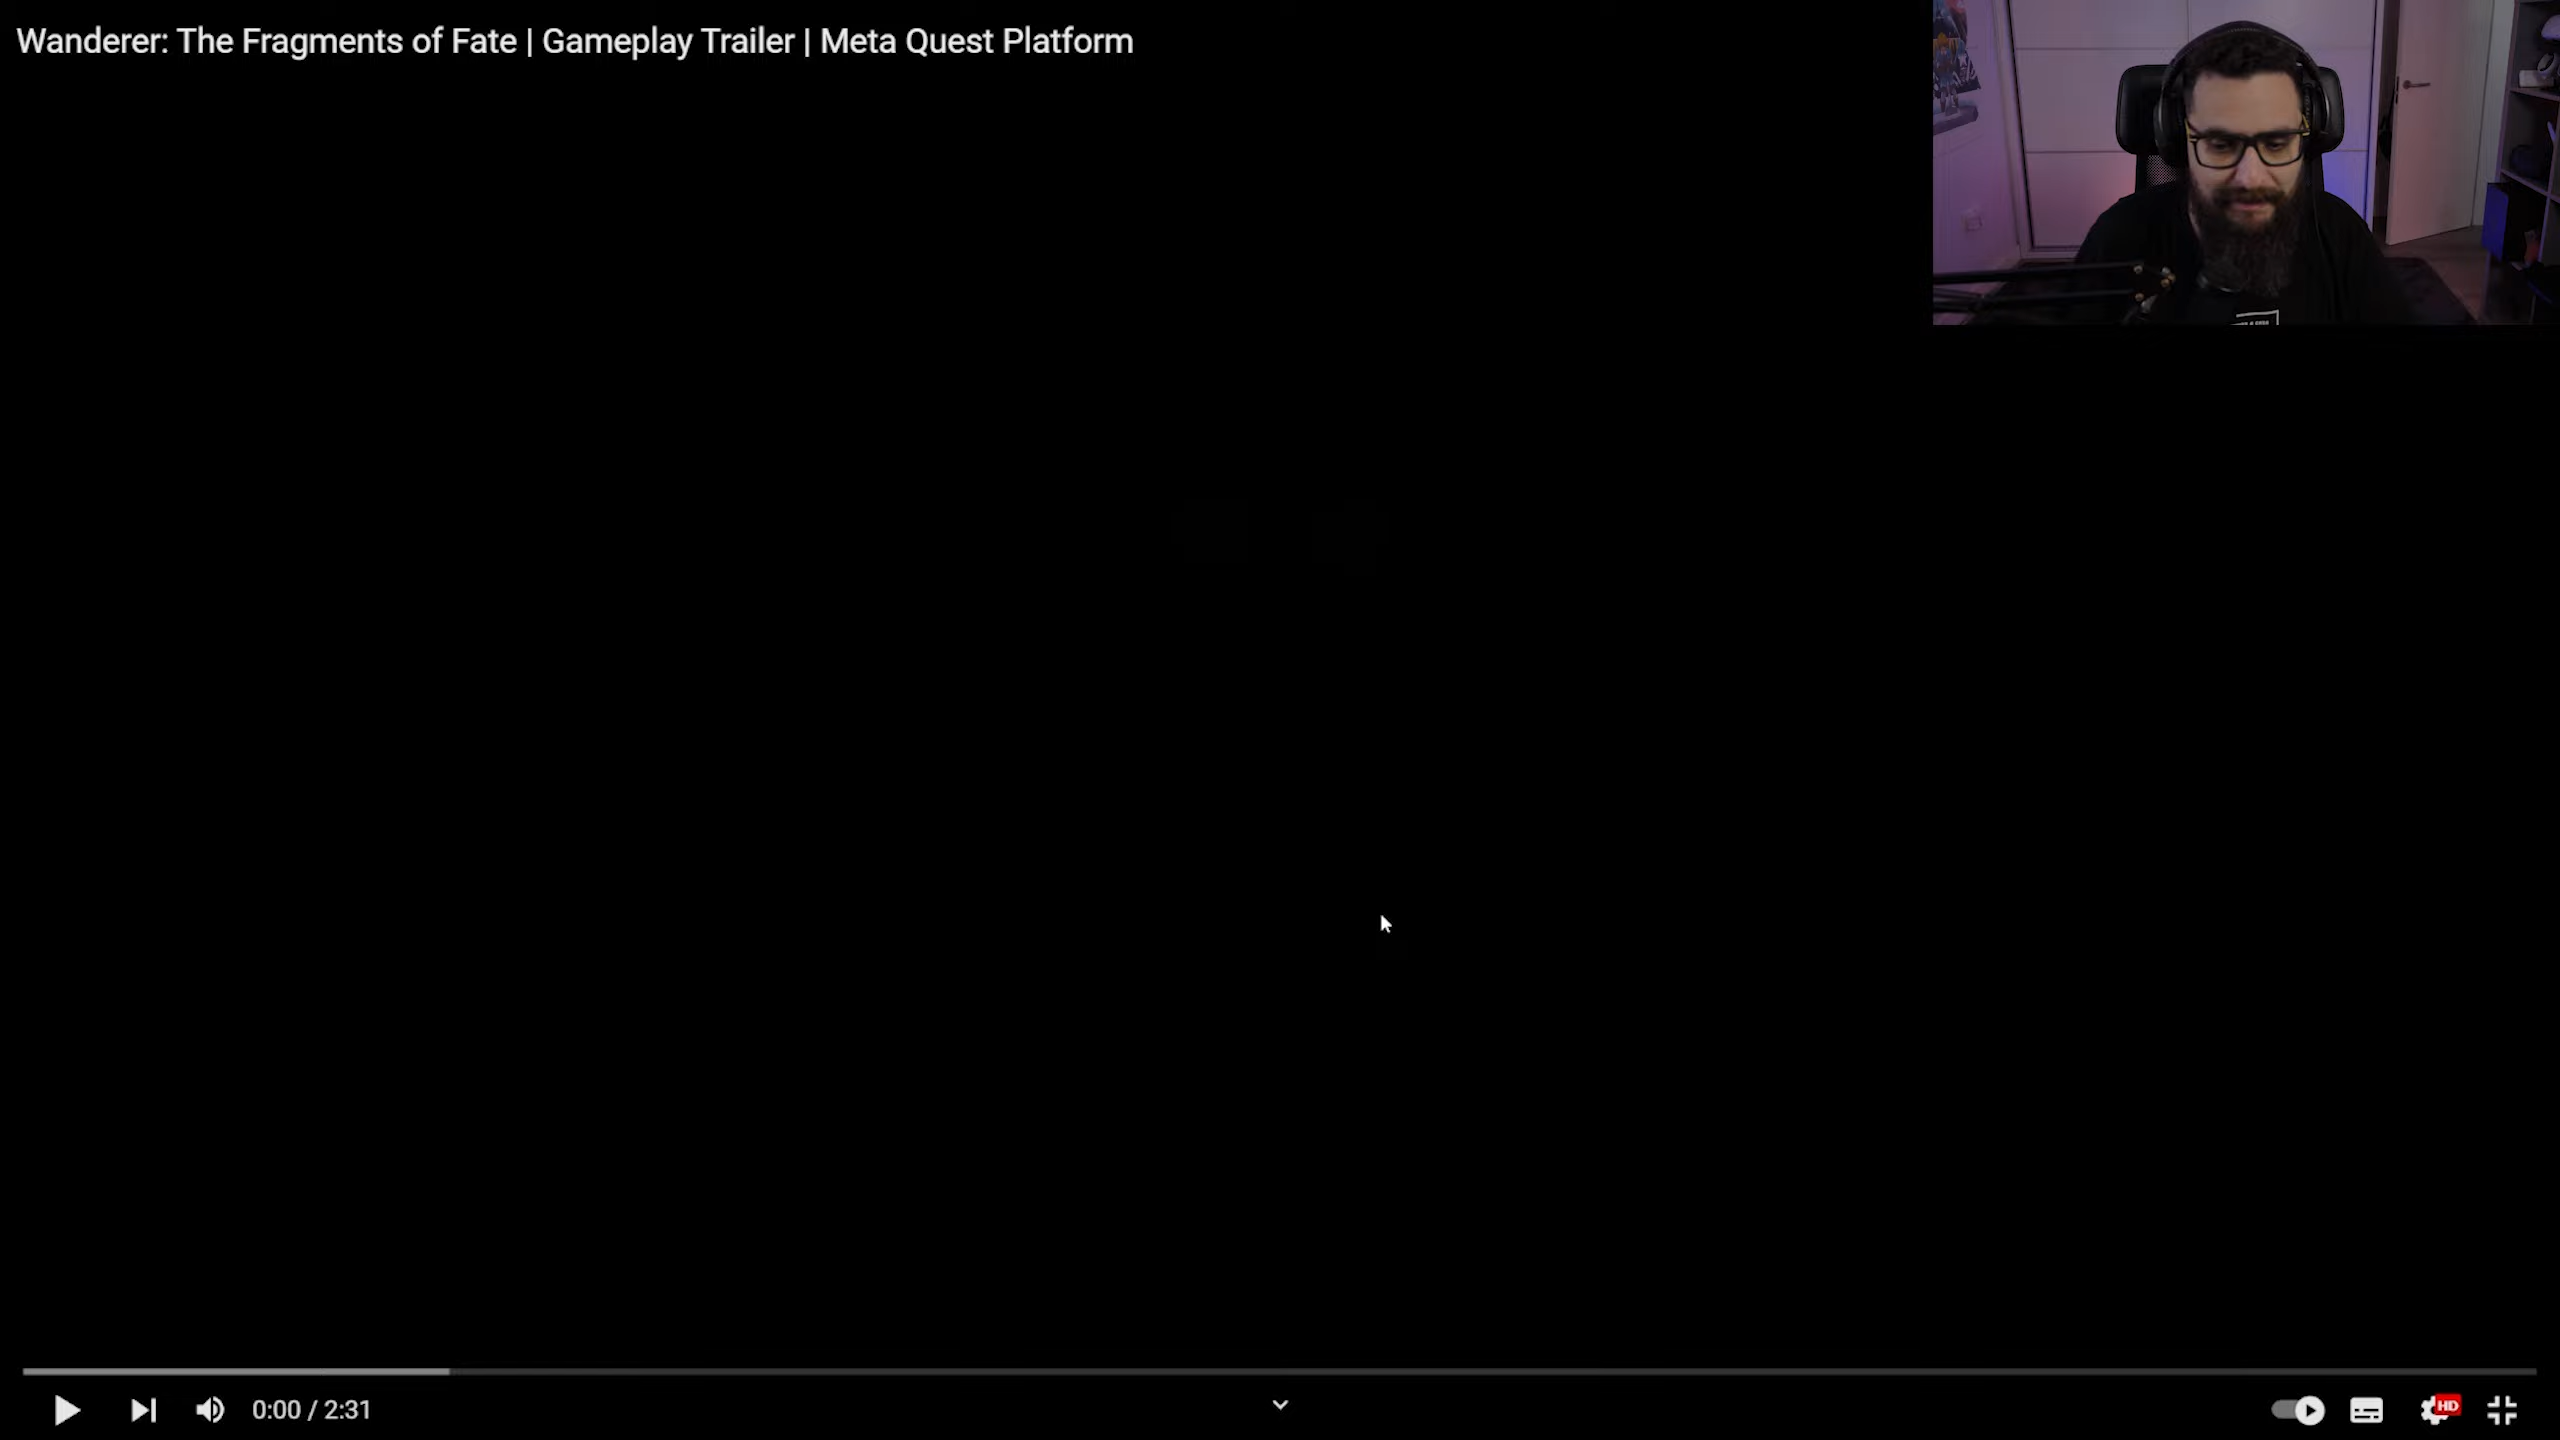 Wanderer: The Fragments of Fate | Gameplay Trailer | Meta Quest Platform
0:00 / 2:31
HD